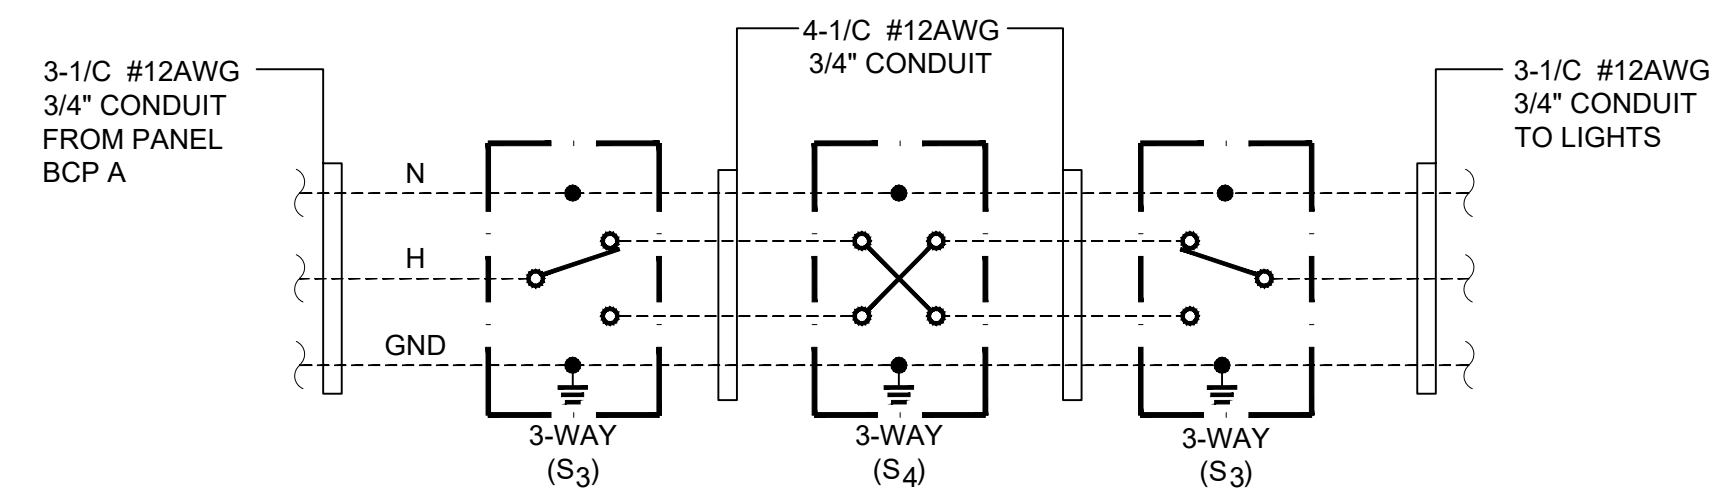 3-1/C #12AWG
3/4" CONDUIT
FROM PANEL
BCP A
4-1/C #12AWG
3/4" CONDUIT
3-1/C #12AWG
3/4" CONDUIT
TO LIGHTS
N
H
GND
3-WAY
(S3)
3-WAY
(S4)
3-WAY
(S3)